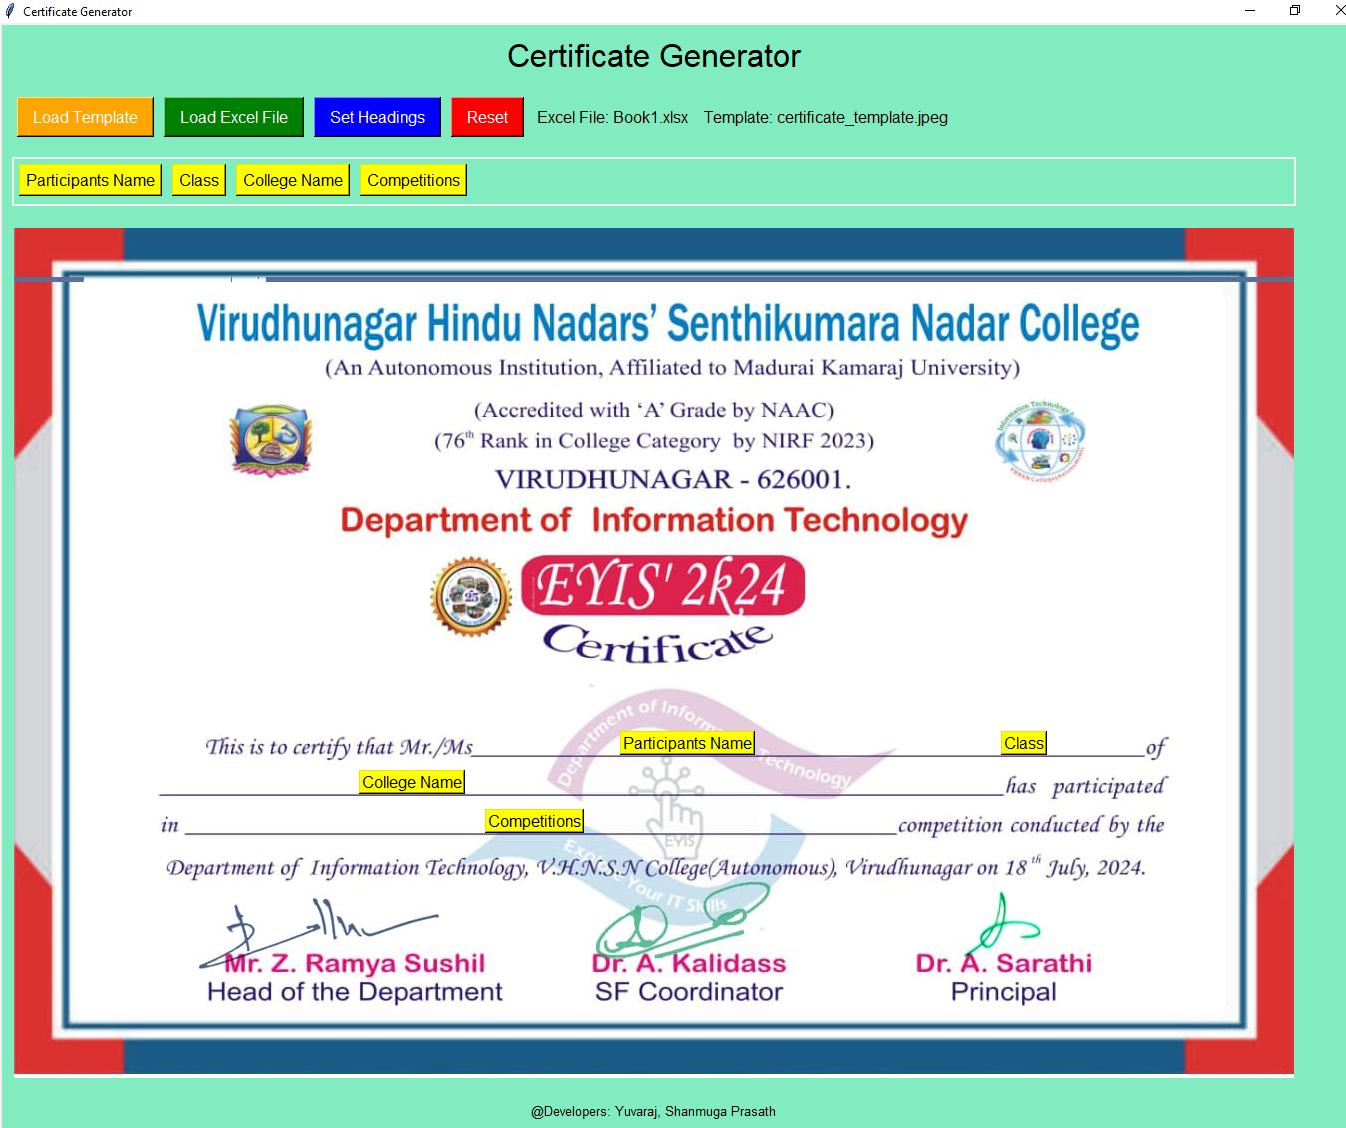 Certificate Generator
Certificate Generator
Load Template Load Excel File Set Headings Reset Excel File: Book1.xlsx Template: certificate_template.jpeg
Participants Name Class College Name Competitions
Virudhunagar Hindu Nadars’ Senthikumara Nadar College
(An Autonomous Institution, Affiliated to Madurai Kamaraj University)
(Accredited with ‘A’ Grade by NAAC)
(76th Rank in College Category by NIRF 2023)
VIRUDHUNAGAR - 626001.
Information Technology
Department of Information Technology
25
EYIS' 2k24
Certificate
Department of Information Technology
This is to certify that Mr./Ms Participants Name Class of
College Name has participated
in Competitions competition conducted by the
EYIS
Department of Information Technology, V.H.N.S.N College(Autonomous), Virudhunagar on 18th July, 2024.
Your IT Skills
Mr. Z. Ramya Sushil Dr. A. Kalidass Dr. A. Sarathi
Head of the Department SF Coordinator Principal
@Developers: Yuvaraj, Shanmuga Prasath